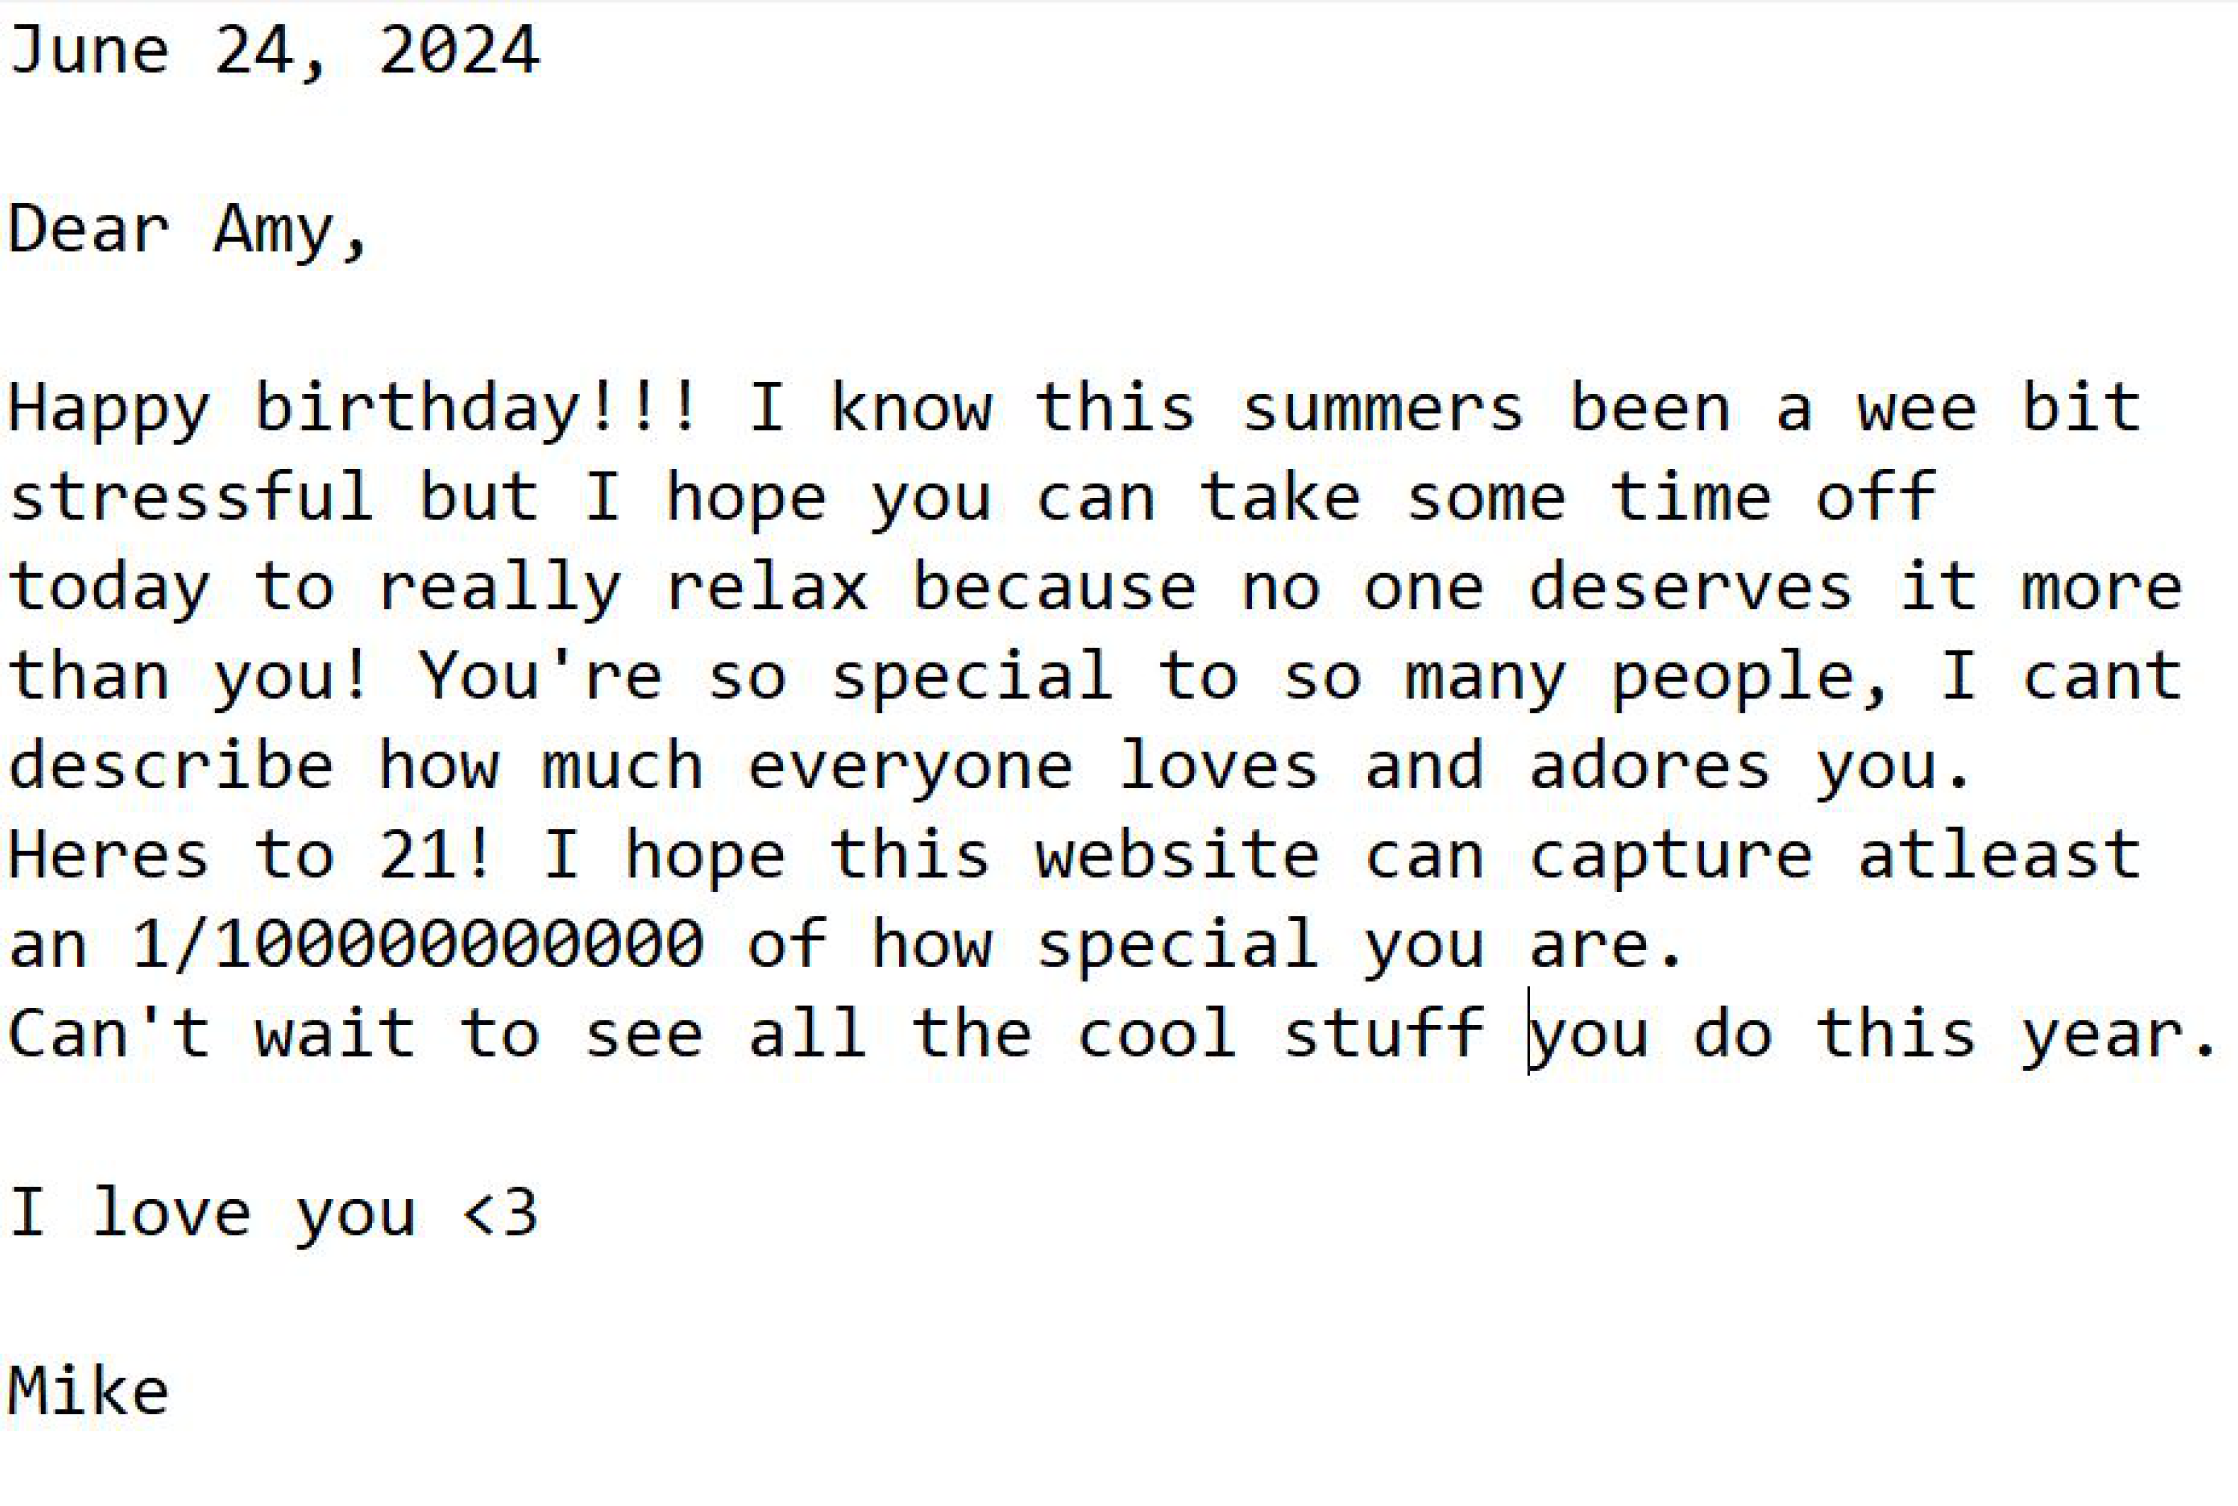 June 24, 2024
Dear Amy,
Happy birthday!!! I know this summers been a wee bit
stressful but I hope you can take some time off
today to really relax because no one deserves it more
than you! You're so special to so many people, I cant
describe how much everyone loves and adores you.
Heres to 21! I hope this website can capture atleast
an 1/100000000000 of how special you are.
Can't wait to see all the cool stuff you do this year.
I love you <3
Mike